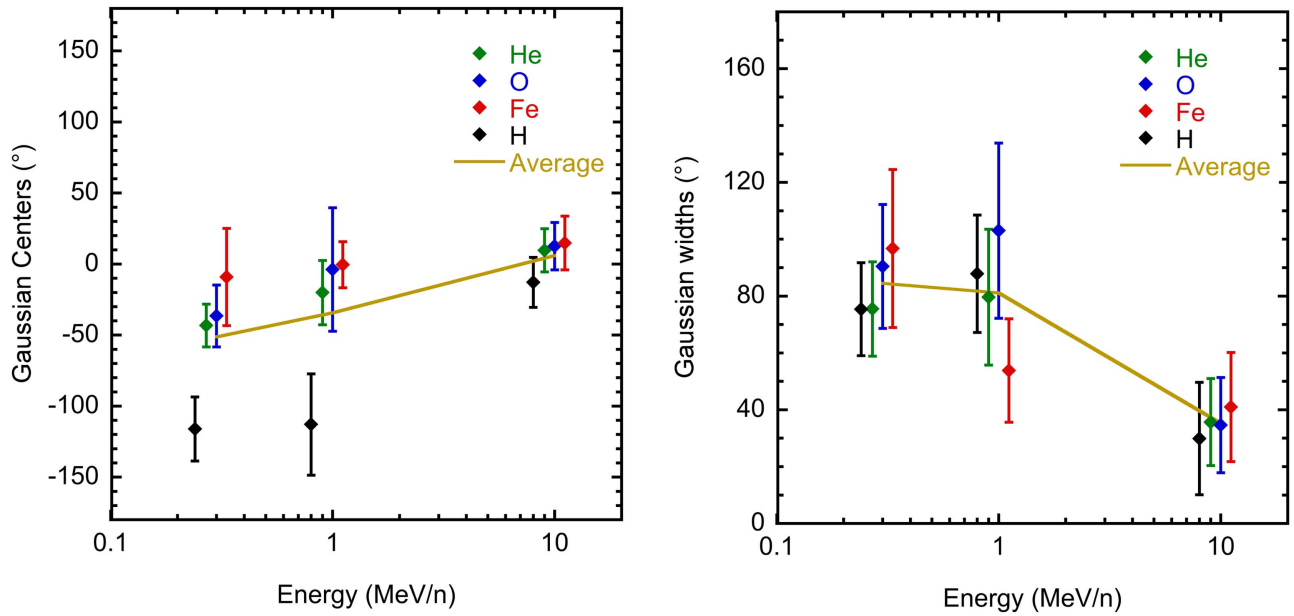 Gaussian Centers (°)
150
100
50
0
-50
-100
-150
He
O
Fe
H
Average
0.1
1
10
Energy (MeV/n)
Gaussian widths (°)
160
120
80
40
0
He
O
Fe
H
Average
0.1
1
10
Energy (MeV/n)